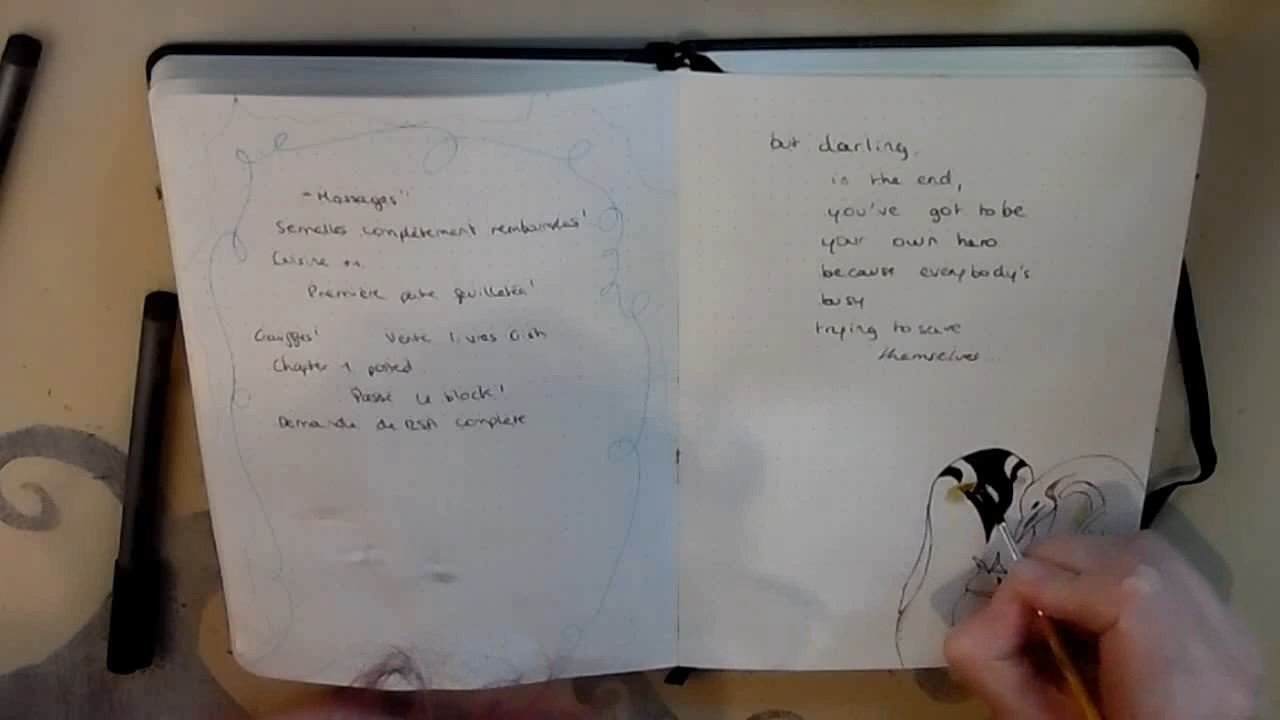 "Massages"
Semelles complètement remboursées!
Cuisine
Première pâte feuilletée!
Gauffres! Vente livres Gish
Chapter 1 posted
Passé le block!
Demande de RSA complète
but darling,
in the end,
you've got to be
your own hero
because everybody's
busy
trying to save
themselves